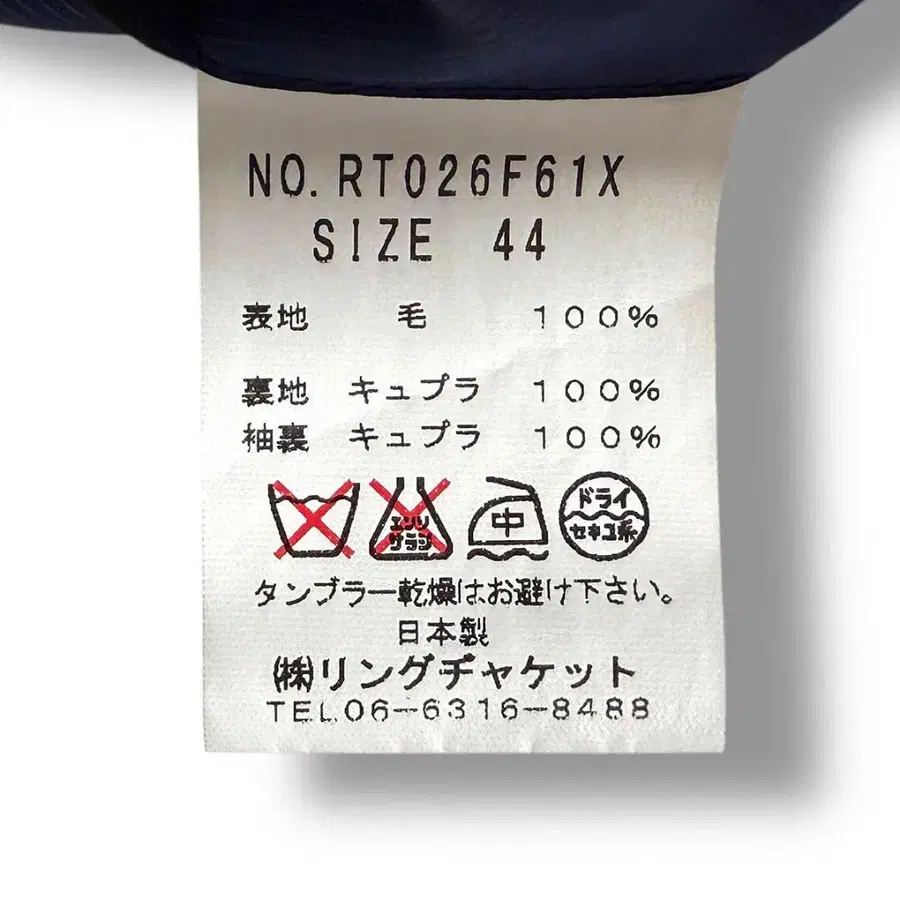 NO.RT026F61X
SIZE 44
表地 毛 100%
裏地 キュプラ 100%
袖裏 キュプラ 100%
エンソ サラシ 中 ドライ セキユ系
タンブラー乾燥はお避け下さい。
日本製
(株)リングヂャケット
TEL.06-6316-8488